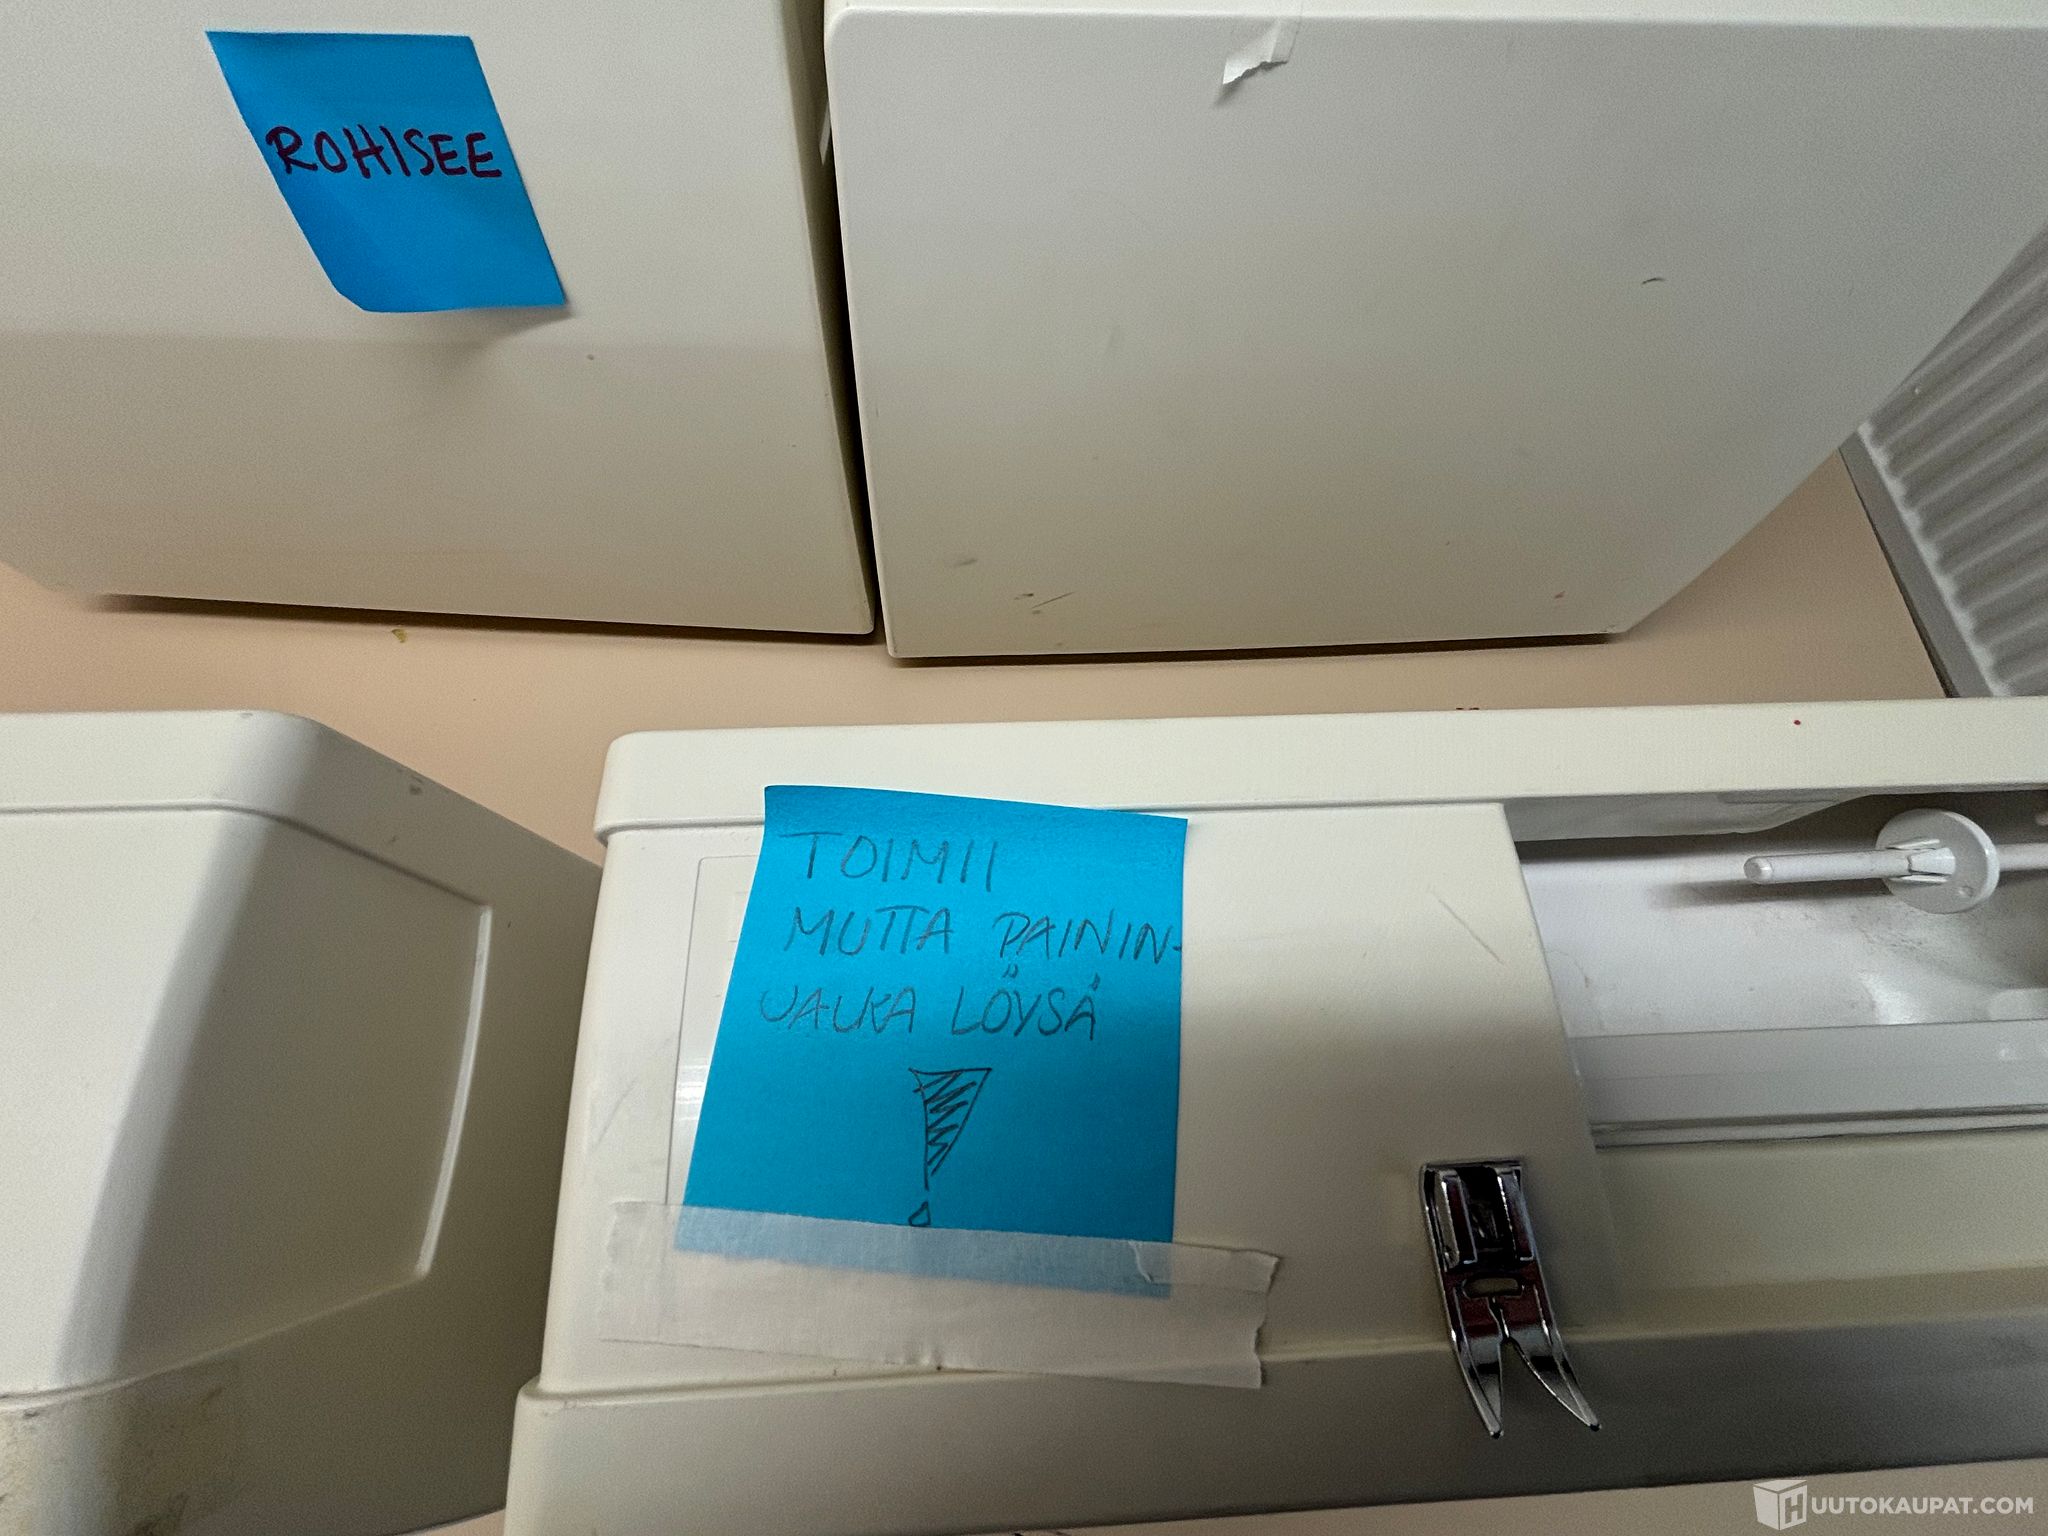 ROHISEE
TOIMII
MUTTA PAININ-
JALKA LÖYSÄ
!
HUUTOKAUPAT.COM